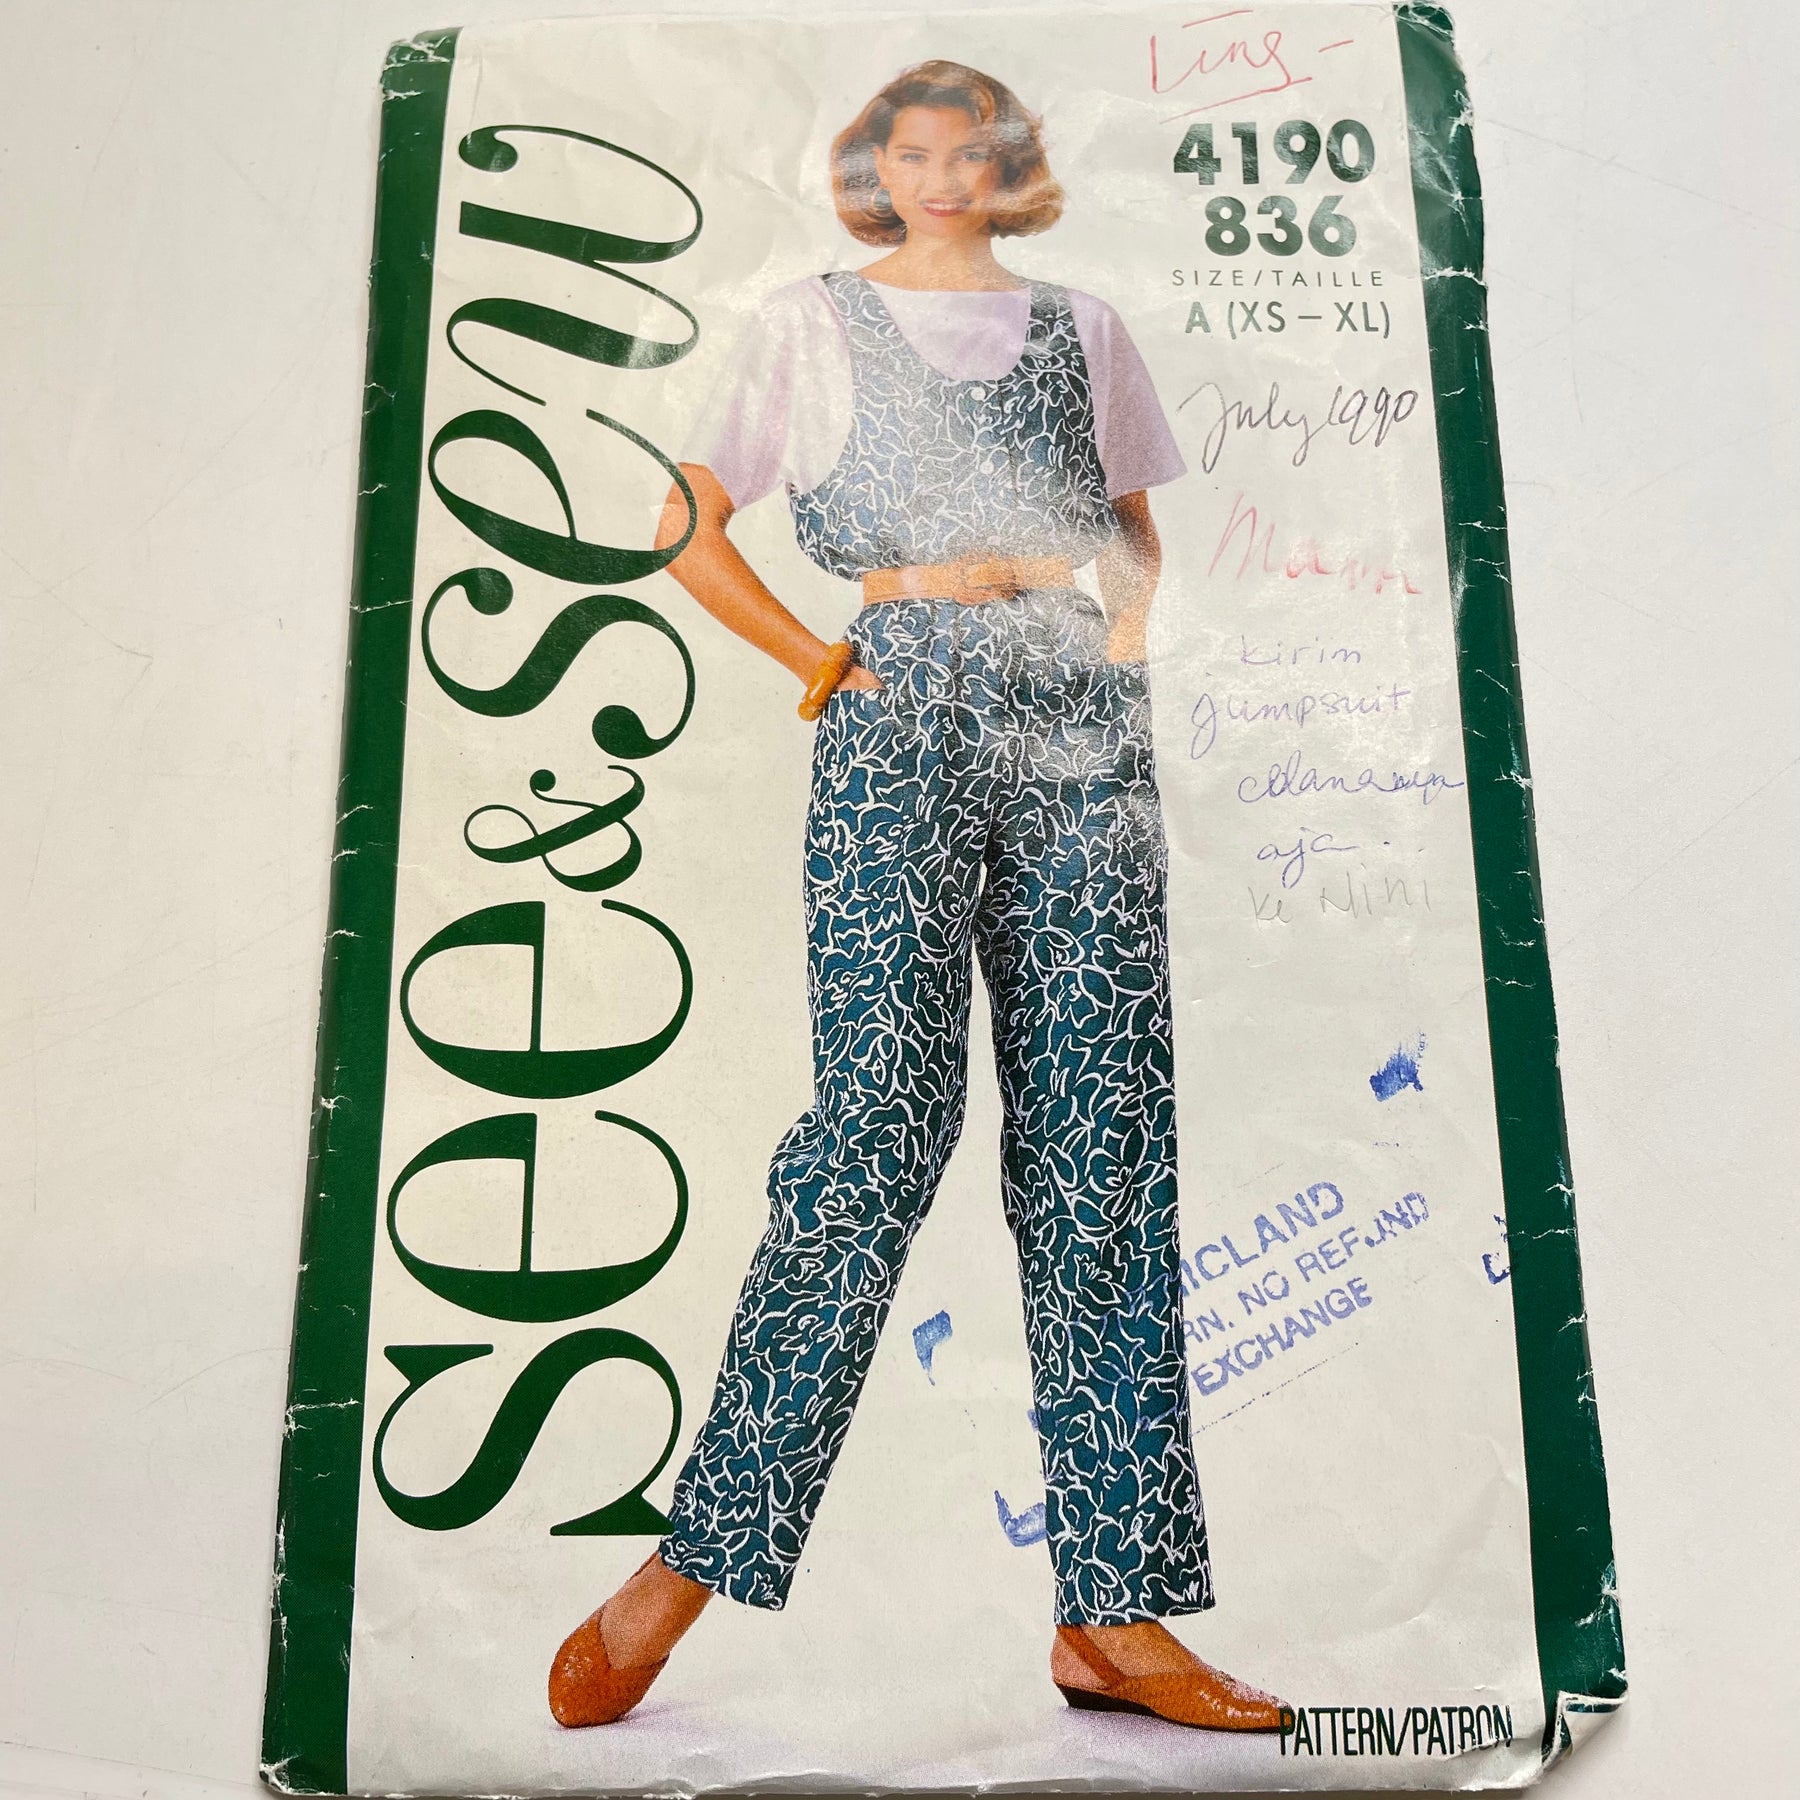 Ling -
4190
836
SIZE/TAILLE
A (XS – XL)
July 1990
kirim
jumpsuit
aja.
ke Nini
See & Sew
ICLAND
RN. NO REFUND
EXCHANGE
PATTERN/PATRON